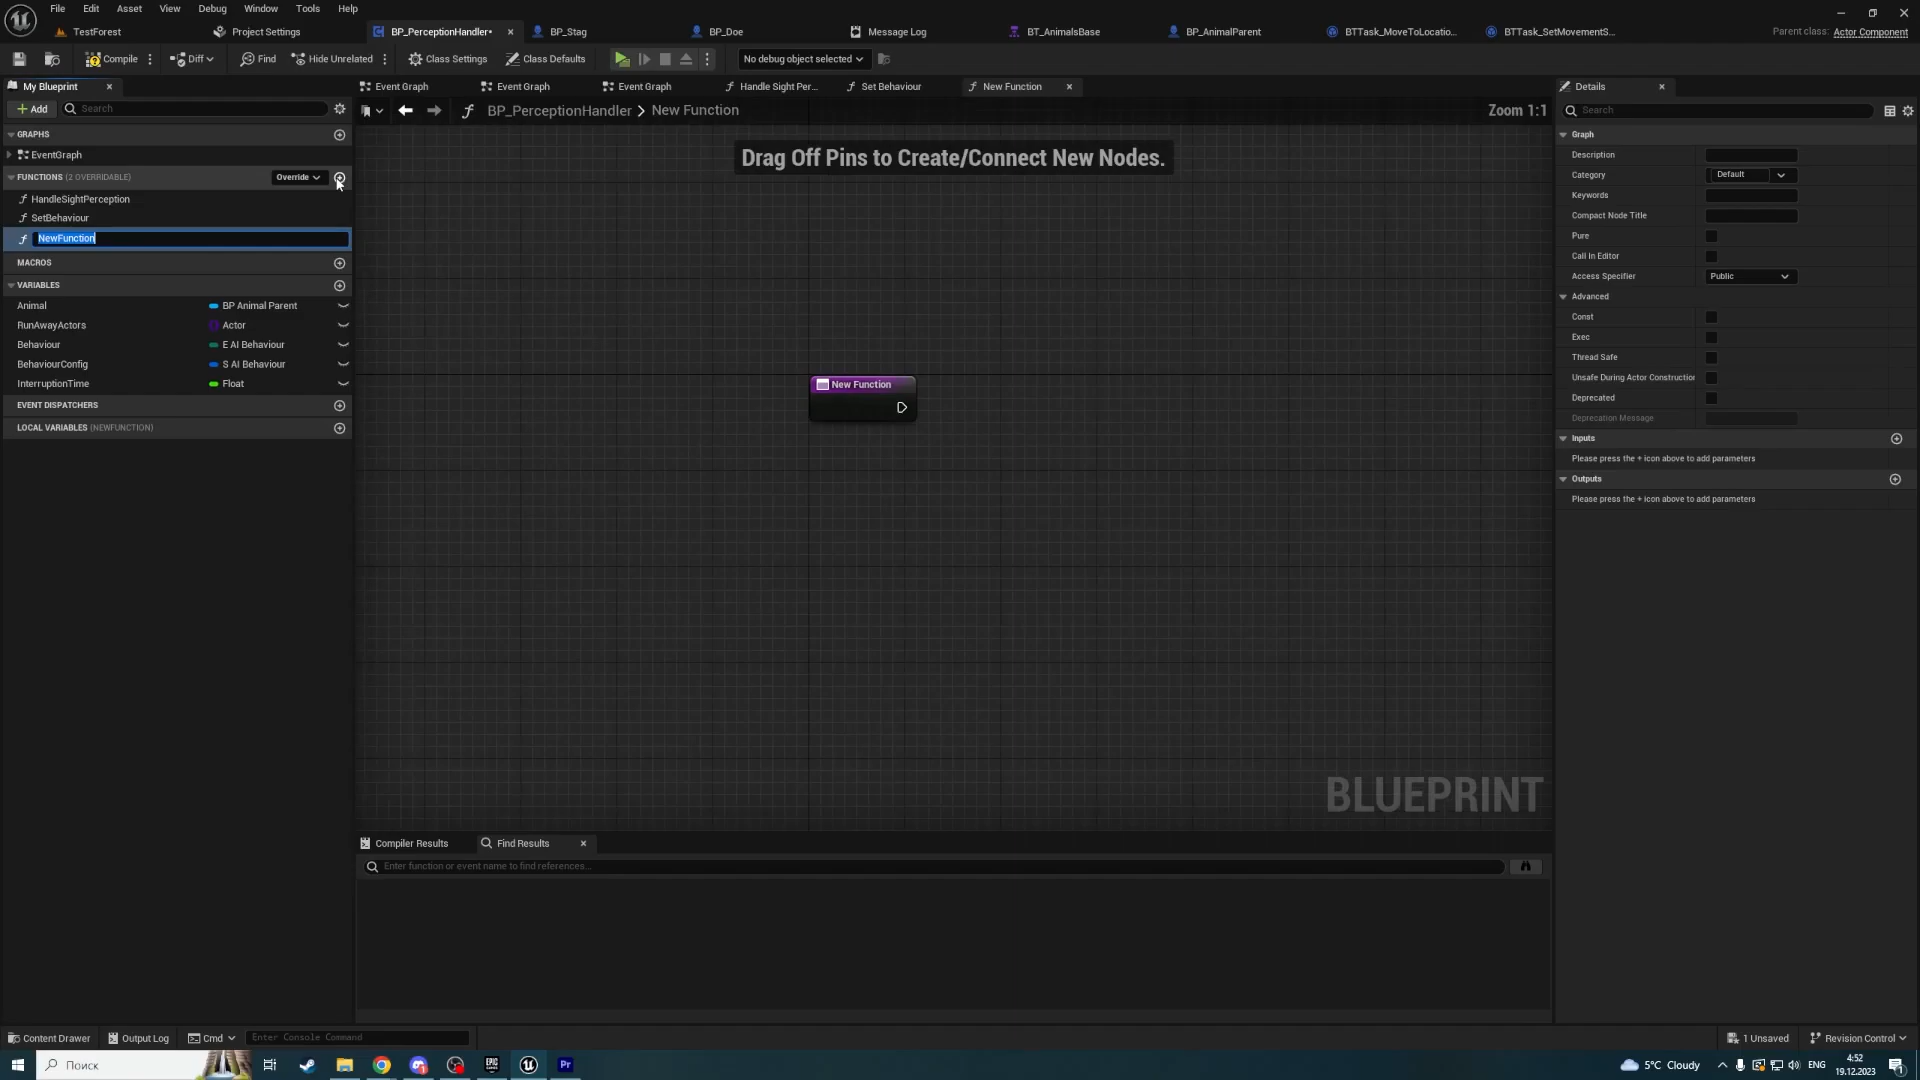 File Edit Asset View Debug Window Tools Help
TestForest Project Settings BP_PerceptionHandler• BP_Stag BP_Doe Message Log BT_AnimalsBase BP_AnimalParent BTTask_MoveToLocatio... BTTask_SetMovementS... Parent class: Actor Component
Compile Diff Find Hide Unrelated Class Settings Class Defaults No debug object selected
My Blueprint Event Graph Event Graph Event Graph Handle Sight Per... Set Behaviour New Function Details
Add Search BP_PerceptionHandler > New Function Zoom 1:1 Search
GRAPHS
EventGraph
FUNCTIONS (2 OVERRIDABLE) Override
HandleSightPerception
SetBehaviour
NewFunction
MACROS
VARIABLES
Animal BP Animal Parent
RunAwayActors Actor
Behaviour E AI Behaviour
BehaviourConfig S AI Behaviour
InterruptionTime Float
EVENT DISPATCHERS
LOCAL VARIABLES (NEWFUNCTION)
Drag Off Pins to Create/Connect New Nodes.
New Function
BLUEPRINT
Graph
Description
Category Default
Keywords
Compact Node Title
Pure
Call In Editor
Access Specifier Public
Advanced
Const
Exec
Thread Safe
Unsafe During Actor Construction
Deprecated
Deprecation Message
Inputs
Please press the + icon above to add parameters
Outputs
Please press the + icon above to add parameters
Compiler Results Find Results
Enter function or event name to find references...
Content Drawer Output Log Cmd Enter Console Command 1 Unsaved Revision Control
Поиск EPIC GAMES Pr 5°C Cloudy ENG 4:52
19.12.2023 1